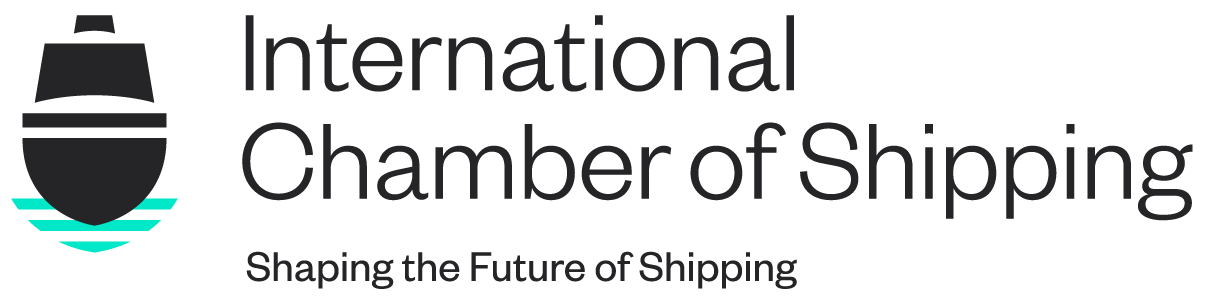 International
Chamber of Shipping
Shaping the Future of Shipping